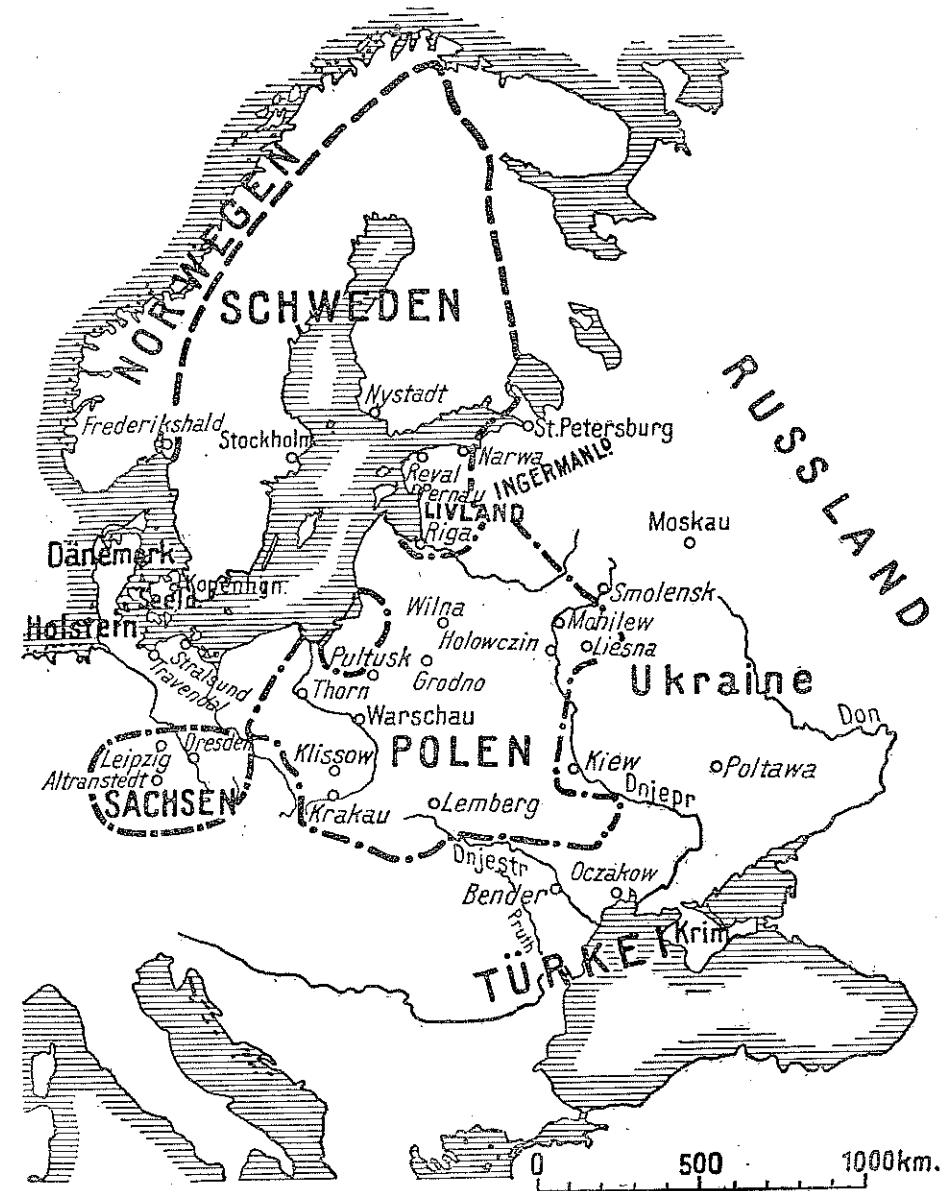 NORWEGEN
SCHWEDEN
RUSSLAND
Nystadt
Frederikshald
Stockholm
St.Petersburg
Narwa
Reval
INGERMANLD
Pernau
LIVLAND
Riga
Moskau
Dänemark
Kopenhgn.
Seeld.
Holstein
Smolensk
Wilna
Mohilew
Holowczin
Liesna
Stralsund
Travendal
Pultusk
Grodno
Thorn
Ukraine
Warschau
Don
Dresden
Leipzig
Klissow
POLEN
Kiew
Poltawa
Altranstedt
SACHSEN
Krakau
Lemberg
Dnjepr
Dnjestr
Oczakow
Bender
Pruth
Krim
TÜRKEI
0 500 1000km.